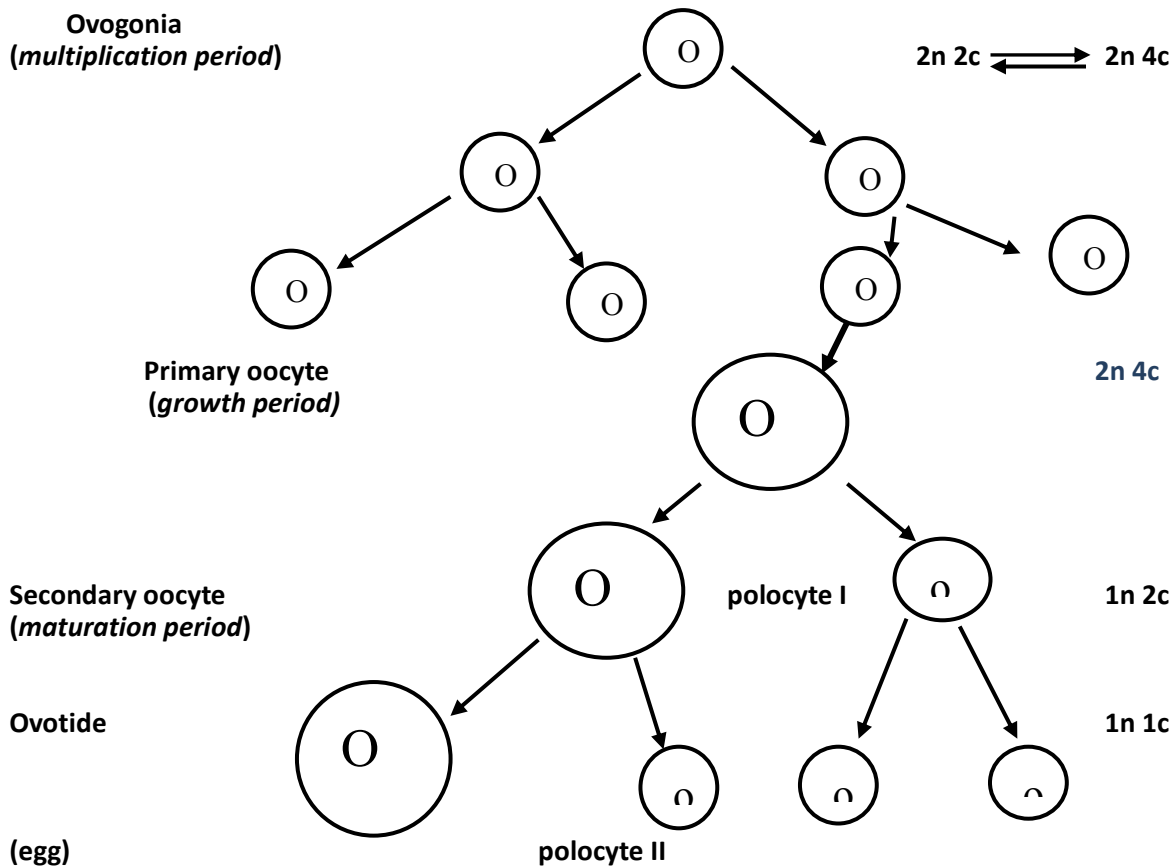 Ovogonia
(multiplication period)
2n 2c
2n 4c
O
O
O
O
O
O
O
Primary oocyte
(growth period)
2n 4c
O
Secondary oocyte
(maturation period)
O
polocyte I
O
1n 2c
Ovotide
O
O
O
O
1n 1c
(egg)
polocyte II